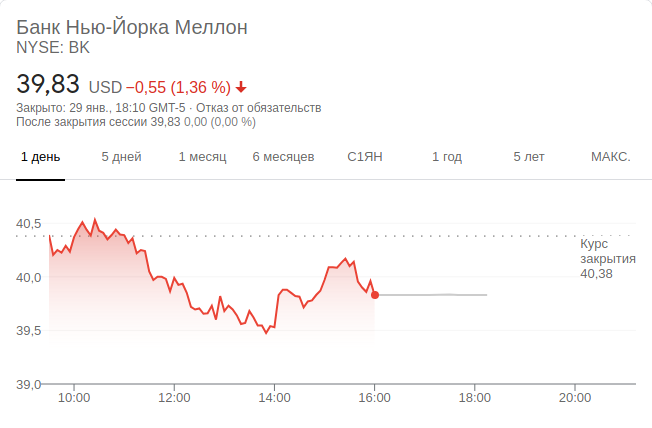 Банк Нью-Йорка Меллон
NYSE: BK
39,83 USD −0,55 (1,36 %)
Закрыто: 29 янв., 18:10 GMT-5 · Отказ от обязательств
После закрытия сессии 39,83 0,00 (0,00 %)
1 день 5 дней 1 месяц 6 месяцев С1ЯН 1 год 5 лет МАКС.
40,5
Курс
закрытия
40,38
40,0
39,5
39,0
10:00 12:00 14:00 16:00 18:00 20:00